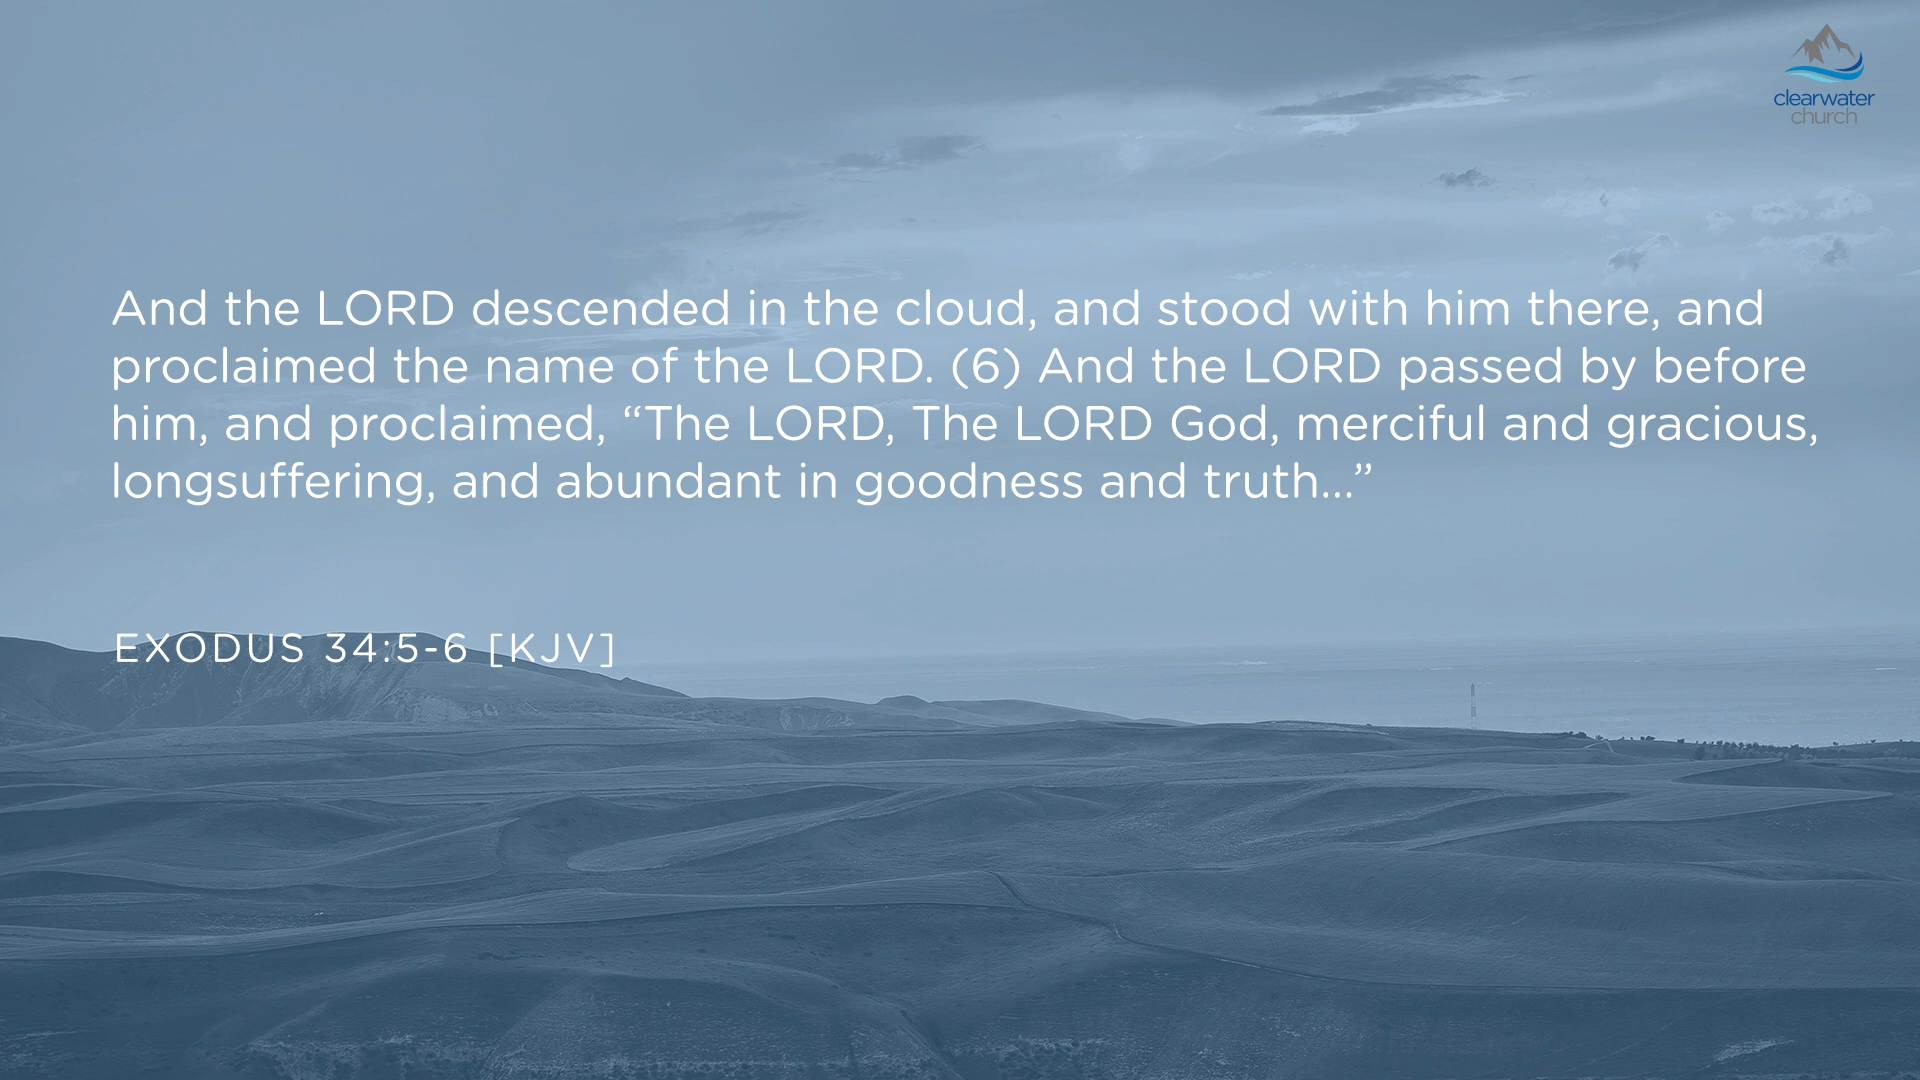 clearwater
church
And the LORD descended in the cloud, and stood with him there, and
proclaimed the name of the LORD. (6) And the LORD passed by before
him, and proclaimed, “The LORD, The LORD God, merciful and gracious,
longsuffering, and abundant in goodness and truth...”
EXODUS 34:5-6 [KJV]